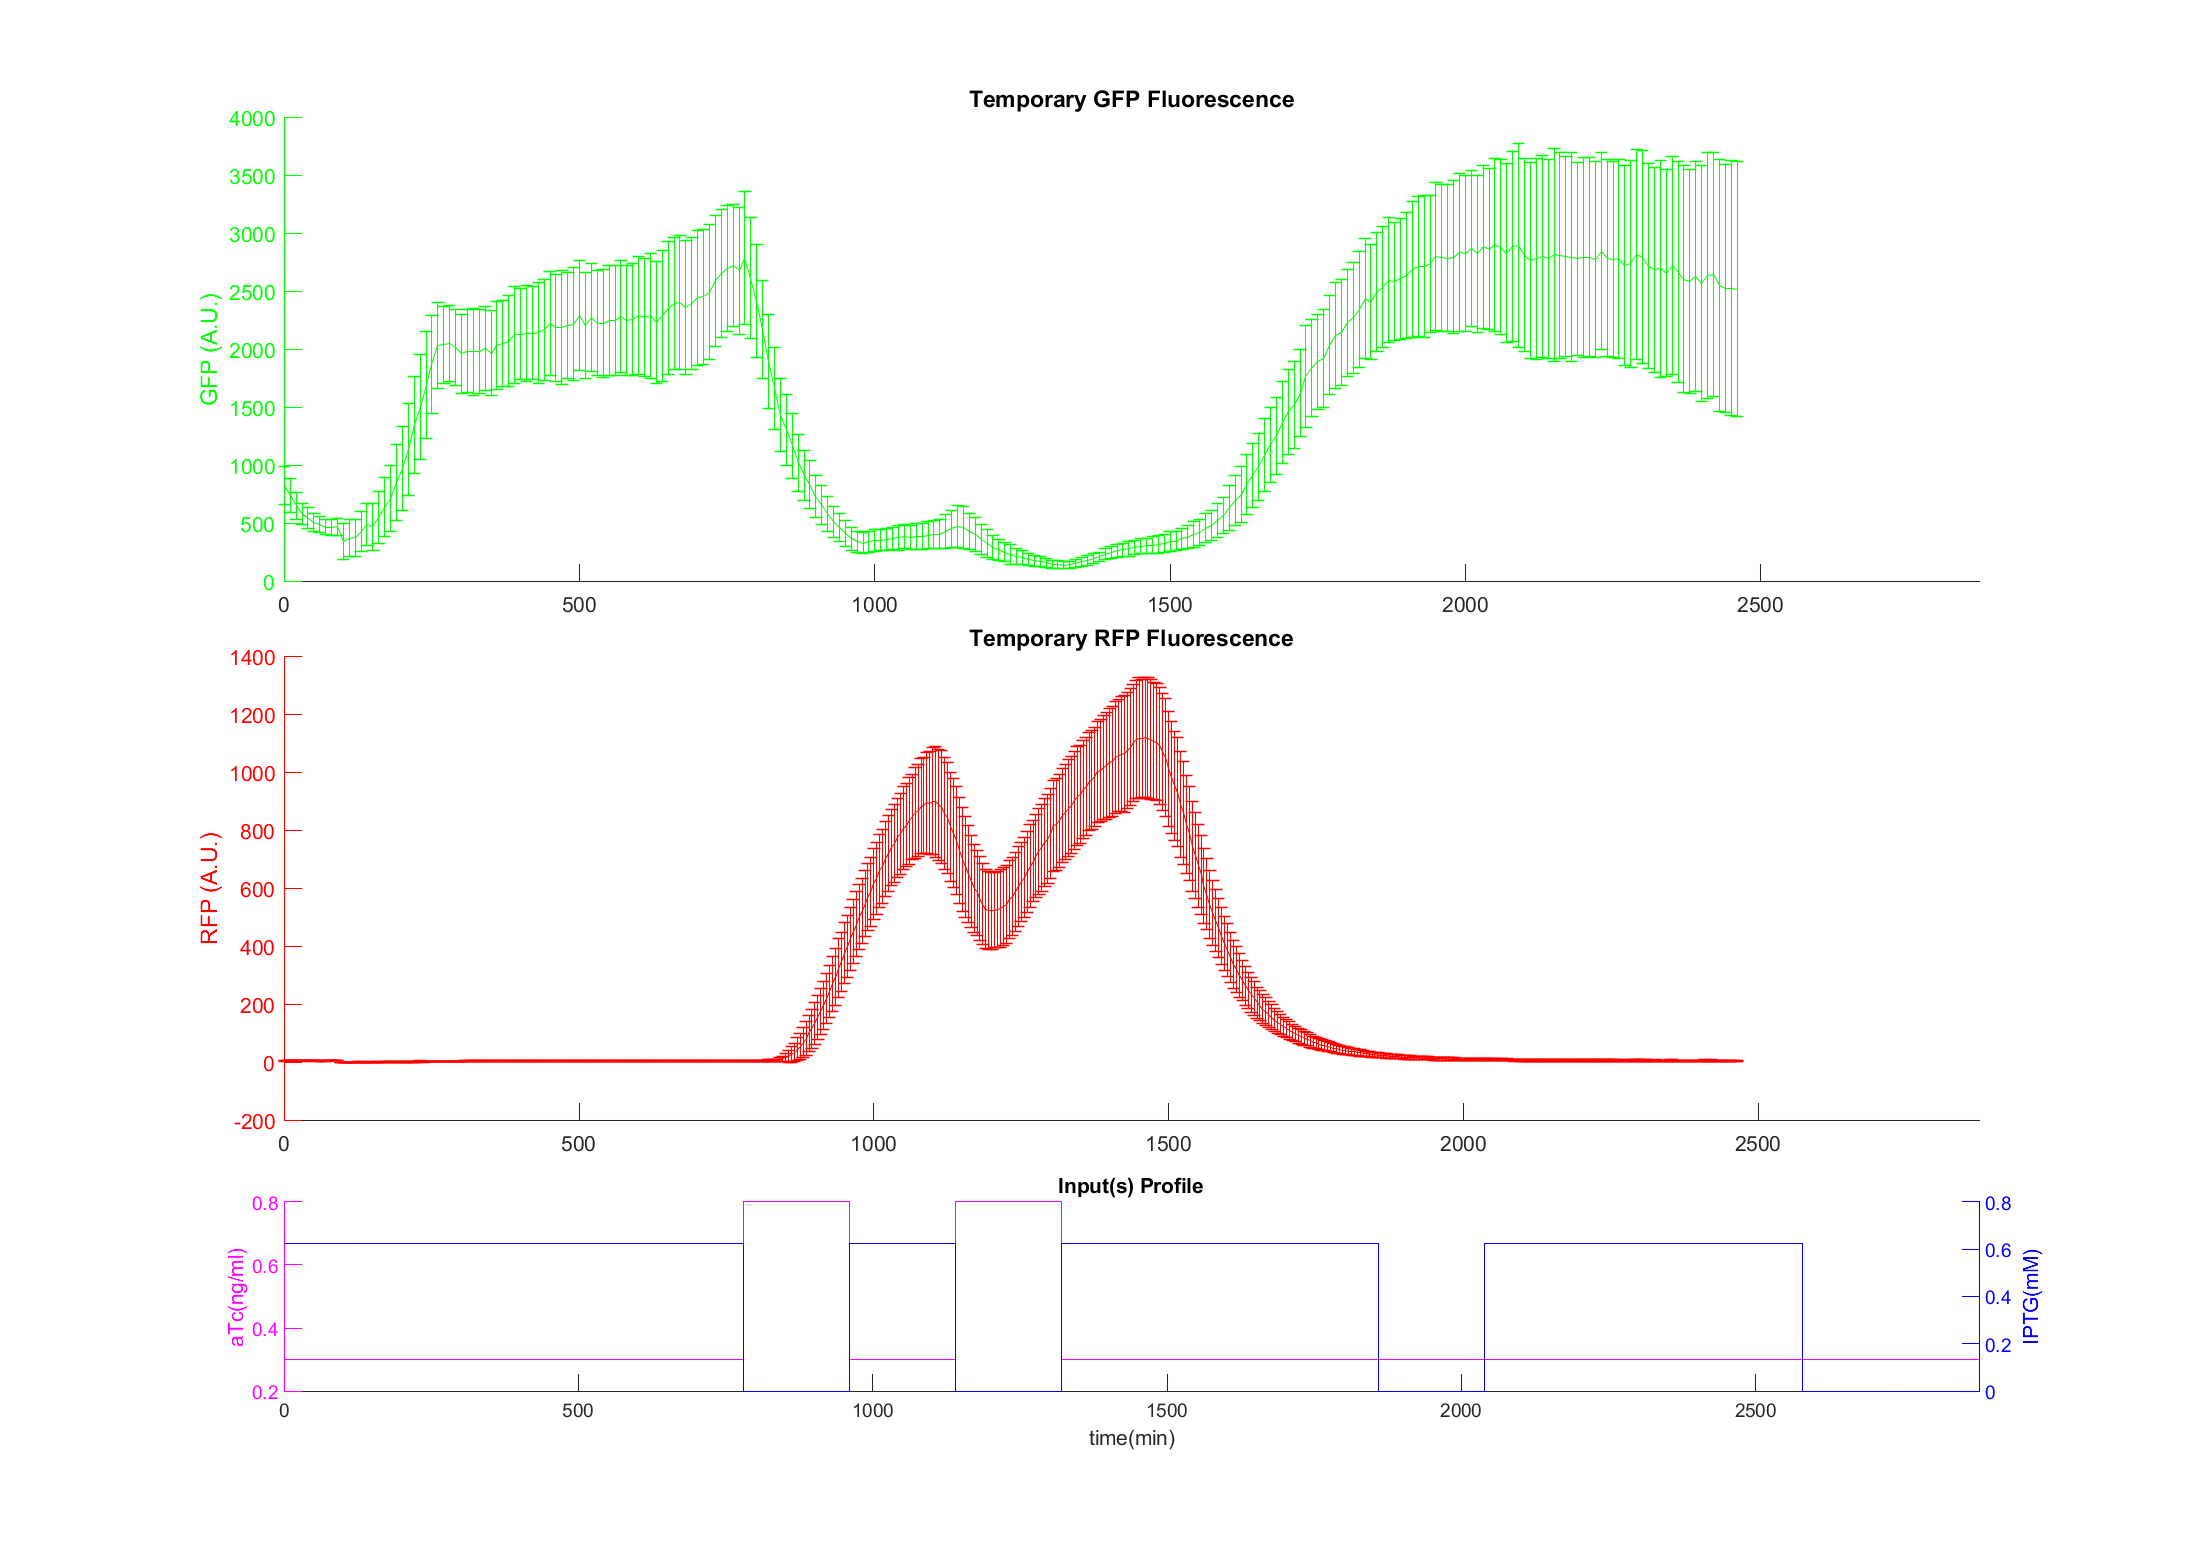 Temporary GFP Fluorescence
4000
3500
3000
2500
2000
1500
1000
500
0
GFP (A.U.)
0 500 1000 1500 2000 2500
Temporary RFP Fluorescence
1400
1200
1000
800
600
400
200
0
-200
RFP (A.U.)
0 500 1000 1500 2000 2500
Input(s) Profile
0.8
0.6
0.4
0.2
aTc(ng/ml)
0.8
0.6
0.4
0.2
0
IPTG(mM)
0 500 1000 1500 2000 2500
time(min)